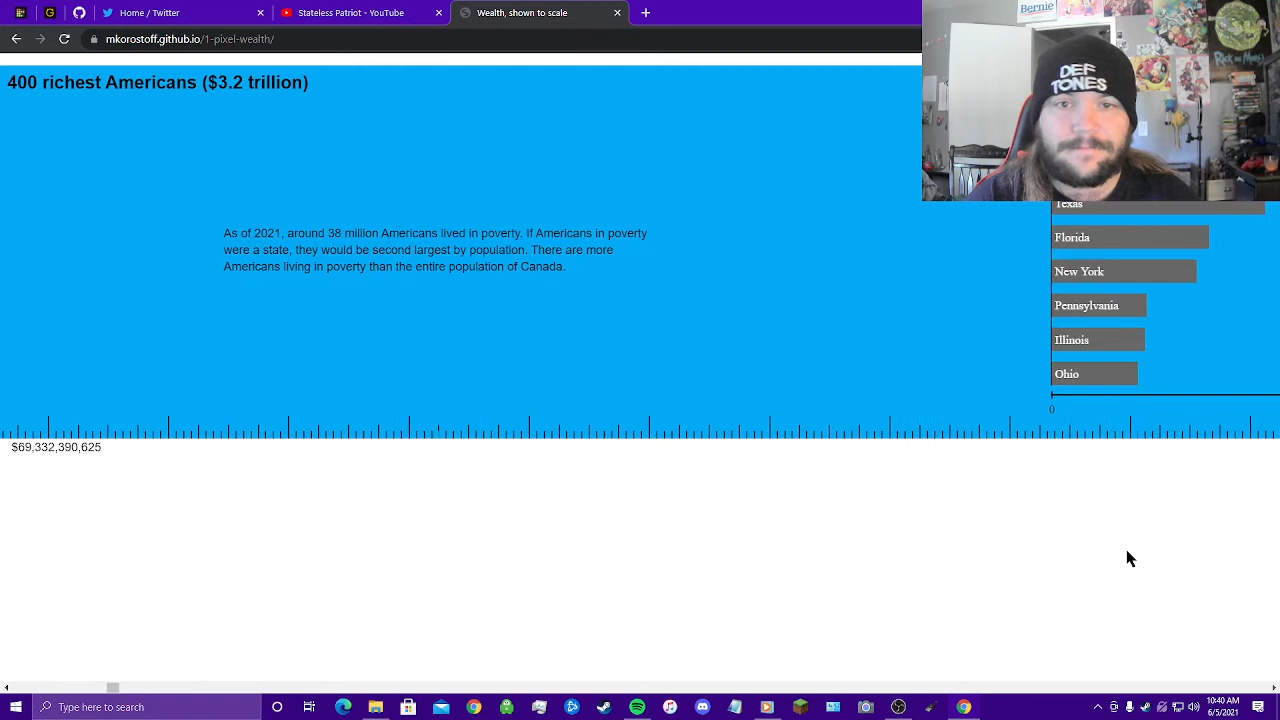 Home / Twitter
Stateless Patriot - YouTube
Wealth, shown to scale
mkorostoff.github.io/1-pixel-wealth/
Bernie
DEF
TONES
400 richest Americans ($3.2 trillion)
As of 2021, around 38 million Americans lived in poverty. If Americans in poverty
were a state, they would be second largest by population. There are more
Americans living in poverty than the entire population of Canada.
Texas
Florida
New York
Pennsylvania
Illinois
Ohio
0
$69,332,390,625
Type here to search
10:40 AM
6/5/2021